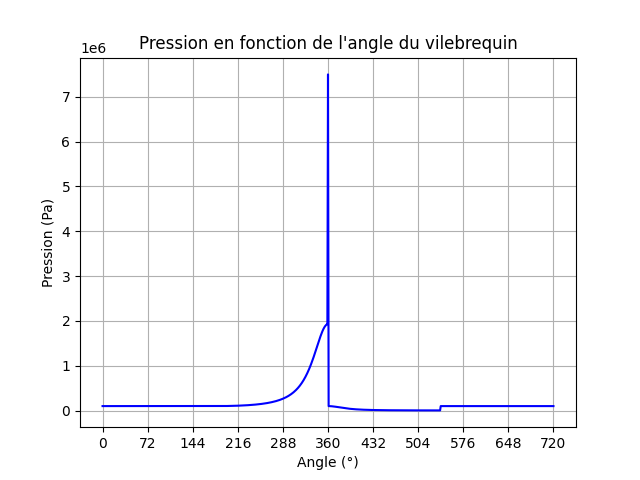 Pression en fonction de l'angle du vilebrequin
1e6
7
6
5
4
3
2
1
0
Pression (Pa)
0 72 144 216 288 360 432 504 576 648 720
Angle (°)